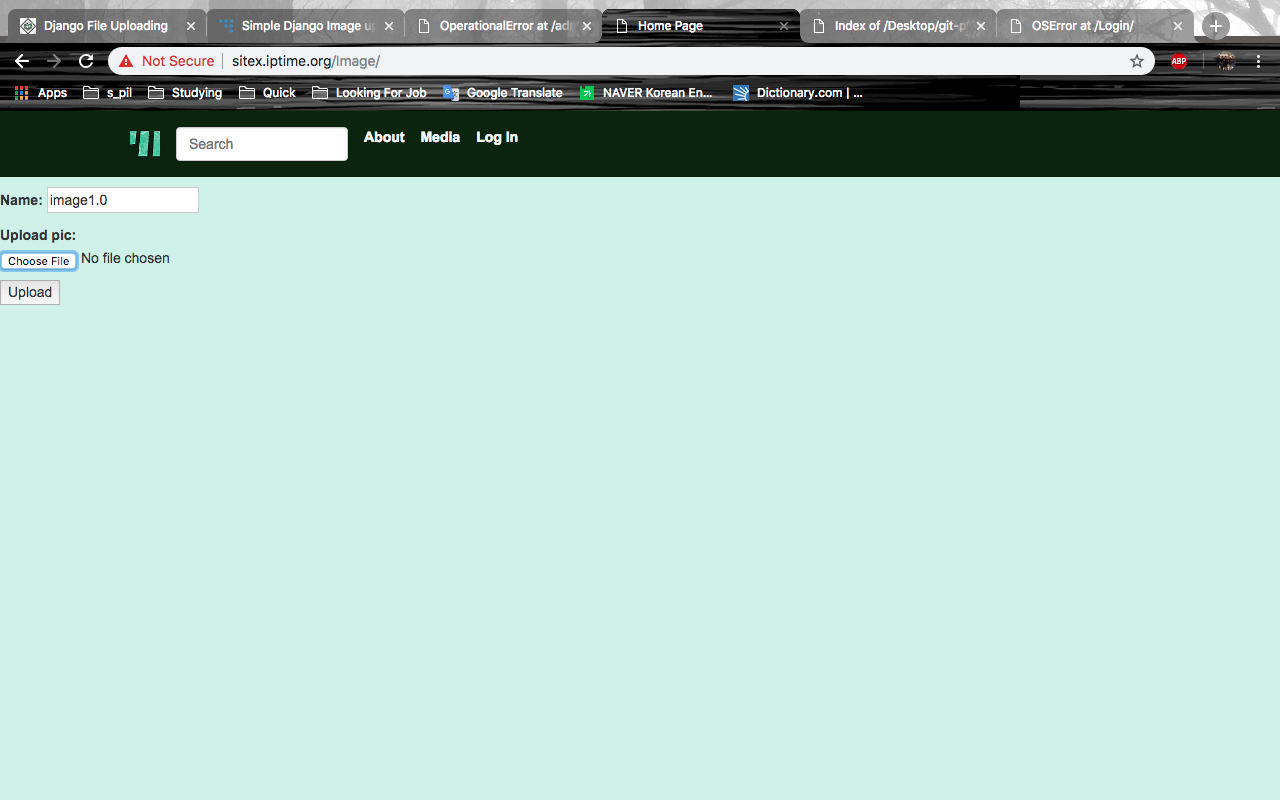 Django File Uploading
Simple Django Image up
OperationalError at /adm
Home Page
Index of /Desktop/git-p
OSError at /Login/
Not Secure
sitex.iptime.org/Image/
ABP
Apps
s_pil
Studying
Quick
Looking For Job
Google Translate
NAVER Korean En...
Dictionary.com | ...
Search
About
Media
Log In
Name: image1.0
Upload pic:
Choose File No file chosen
Upload